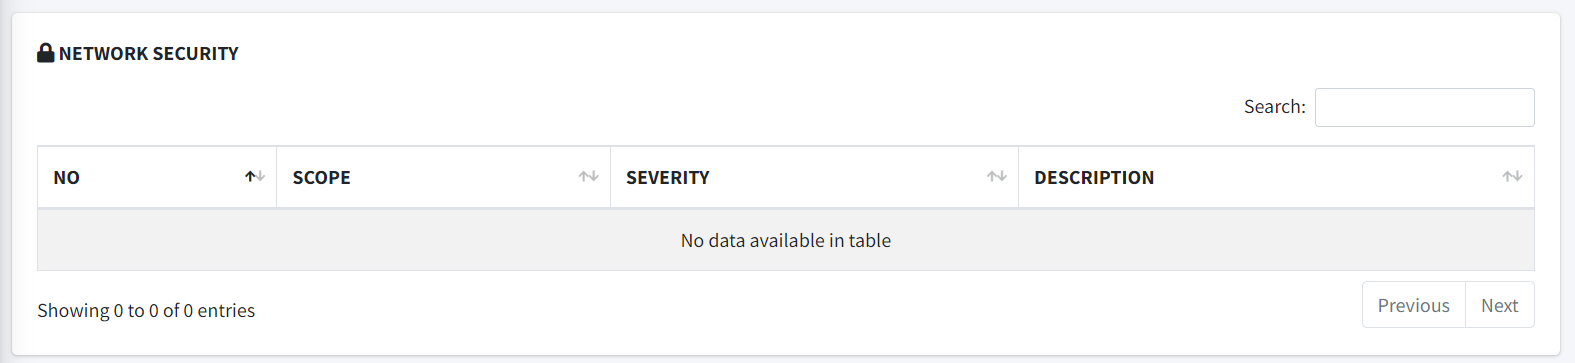 NETWORK SECURITY
Search:
NO SCOPE SEVERITY DESCRIPTION
No data available in table
Showing 0 to 0 of 0 entries
Previous Next